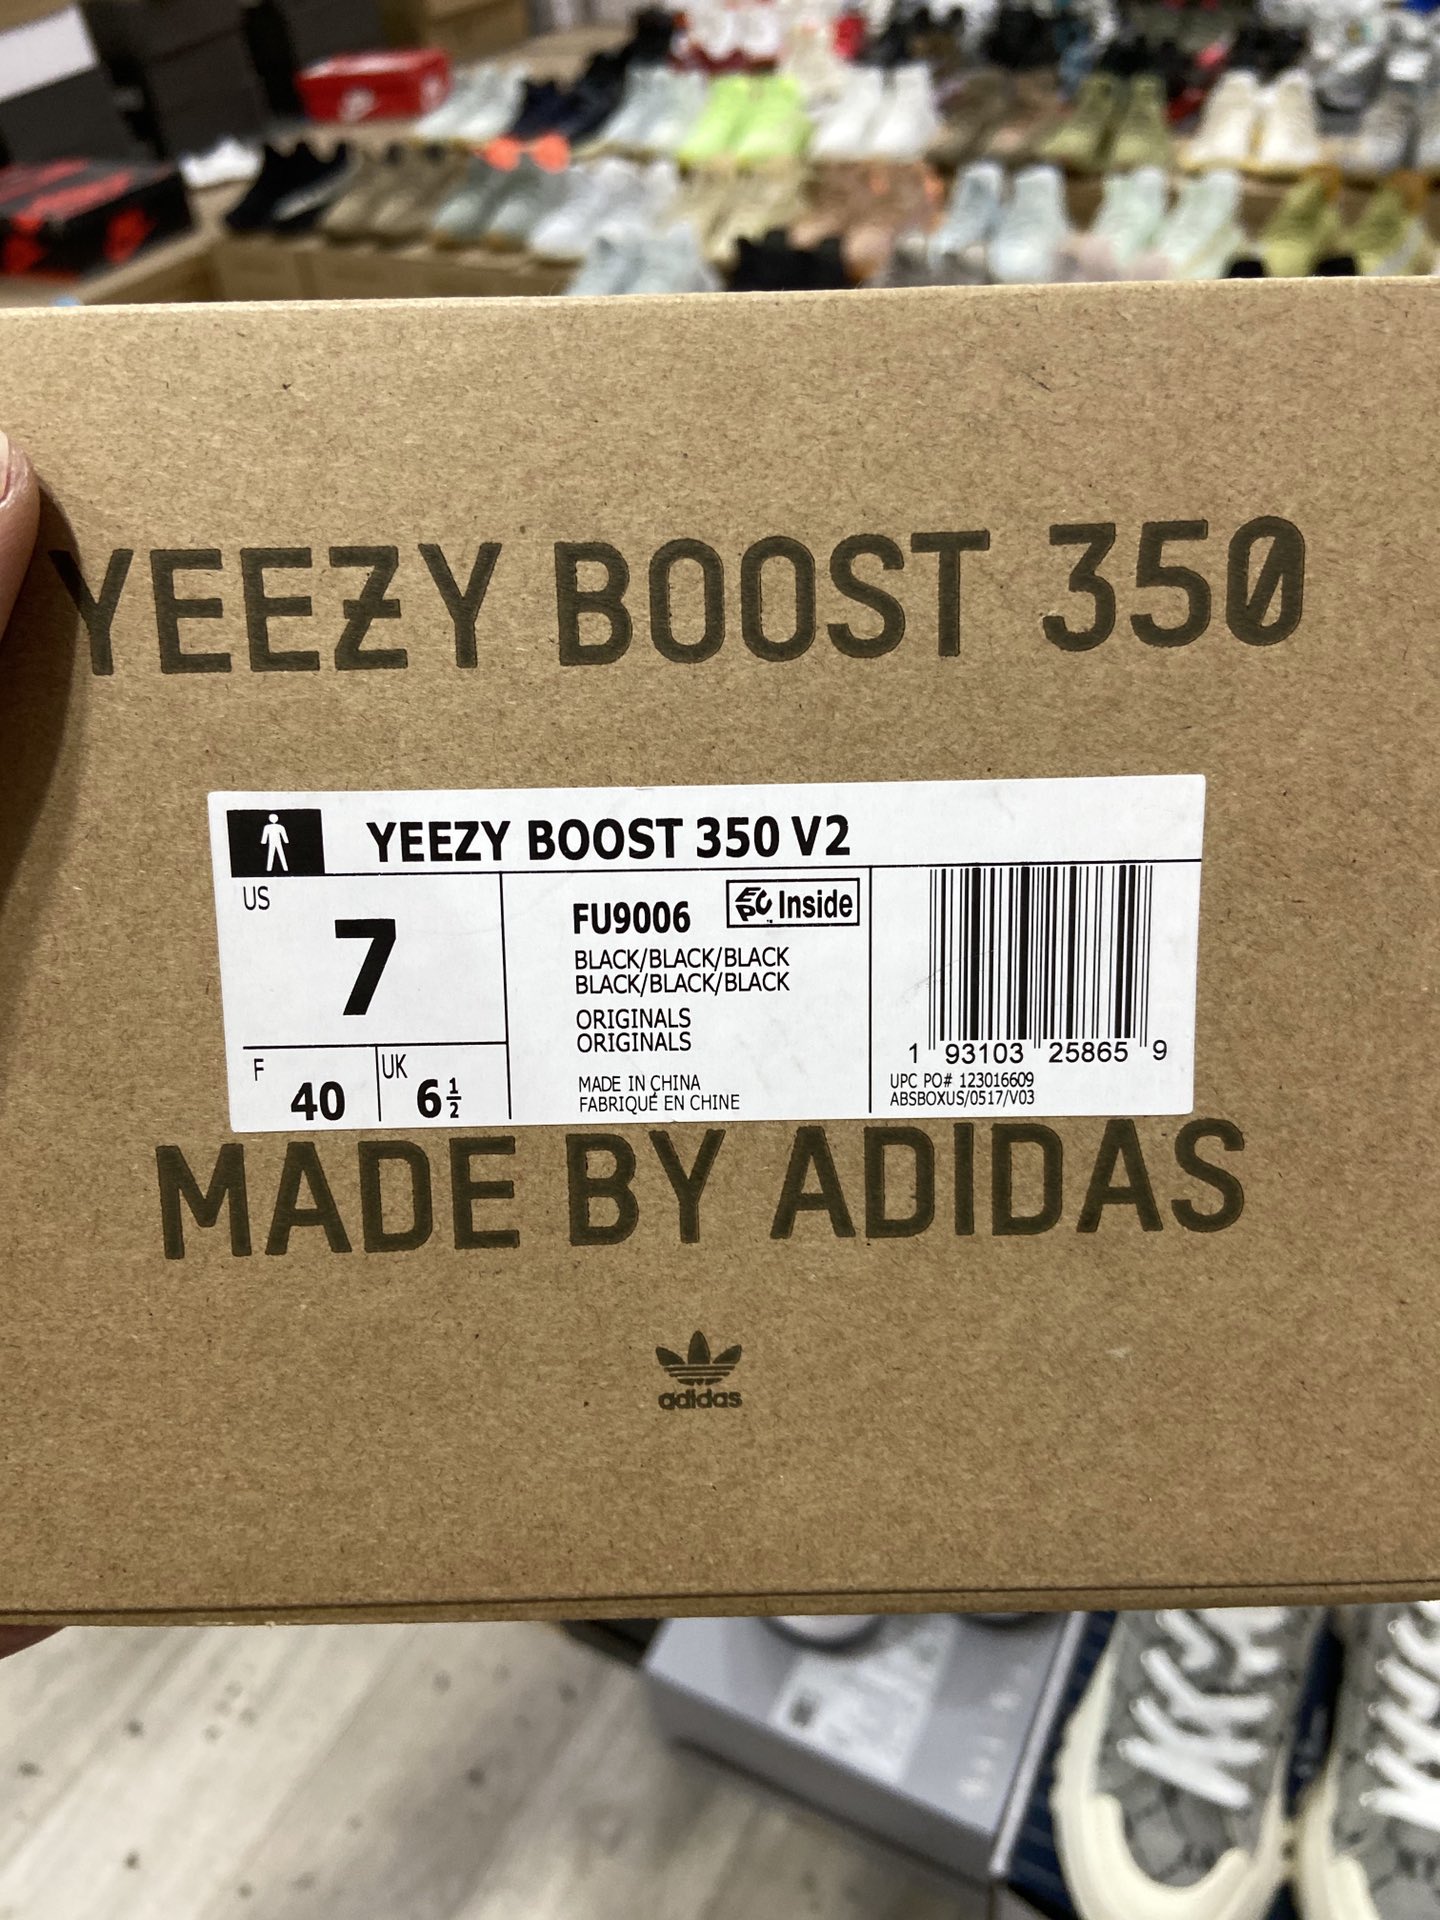 YEEZY BOOST 350
YEEZY BOOST 350 V2
US
7
F 40
UK 6½
FU9006
EPC Inside
BLACK/BLACK/BLACK
BLACK/BLACK/BLACK
ORIGINALS
ORIGINALS
MADE IN CHINA
FABRIQUÉ EN CHINE
1 93103 25865 9
UPC PO# 123016609
ABSBOXUS/0517/V03
MADE BY ADIDAS
adidas